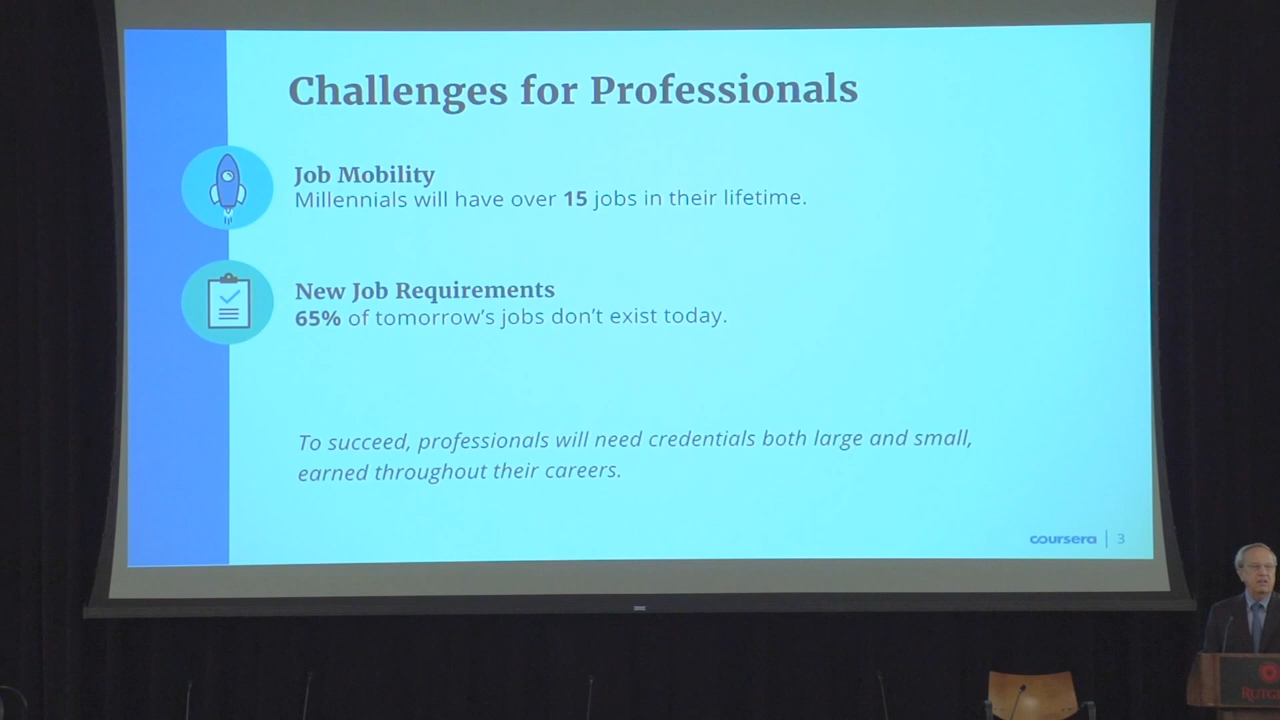 Challenges for Professionals
Job Mobility
Millennials will have over 15 jobs in their lifetime.
New Job Requirements
65% of tomorrow's jobs don't exist today.
To succeed, professionals will need credentials both large and small,
earned throughout their careers.
coursera | 3